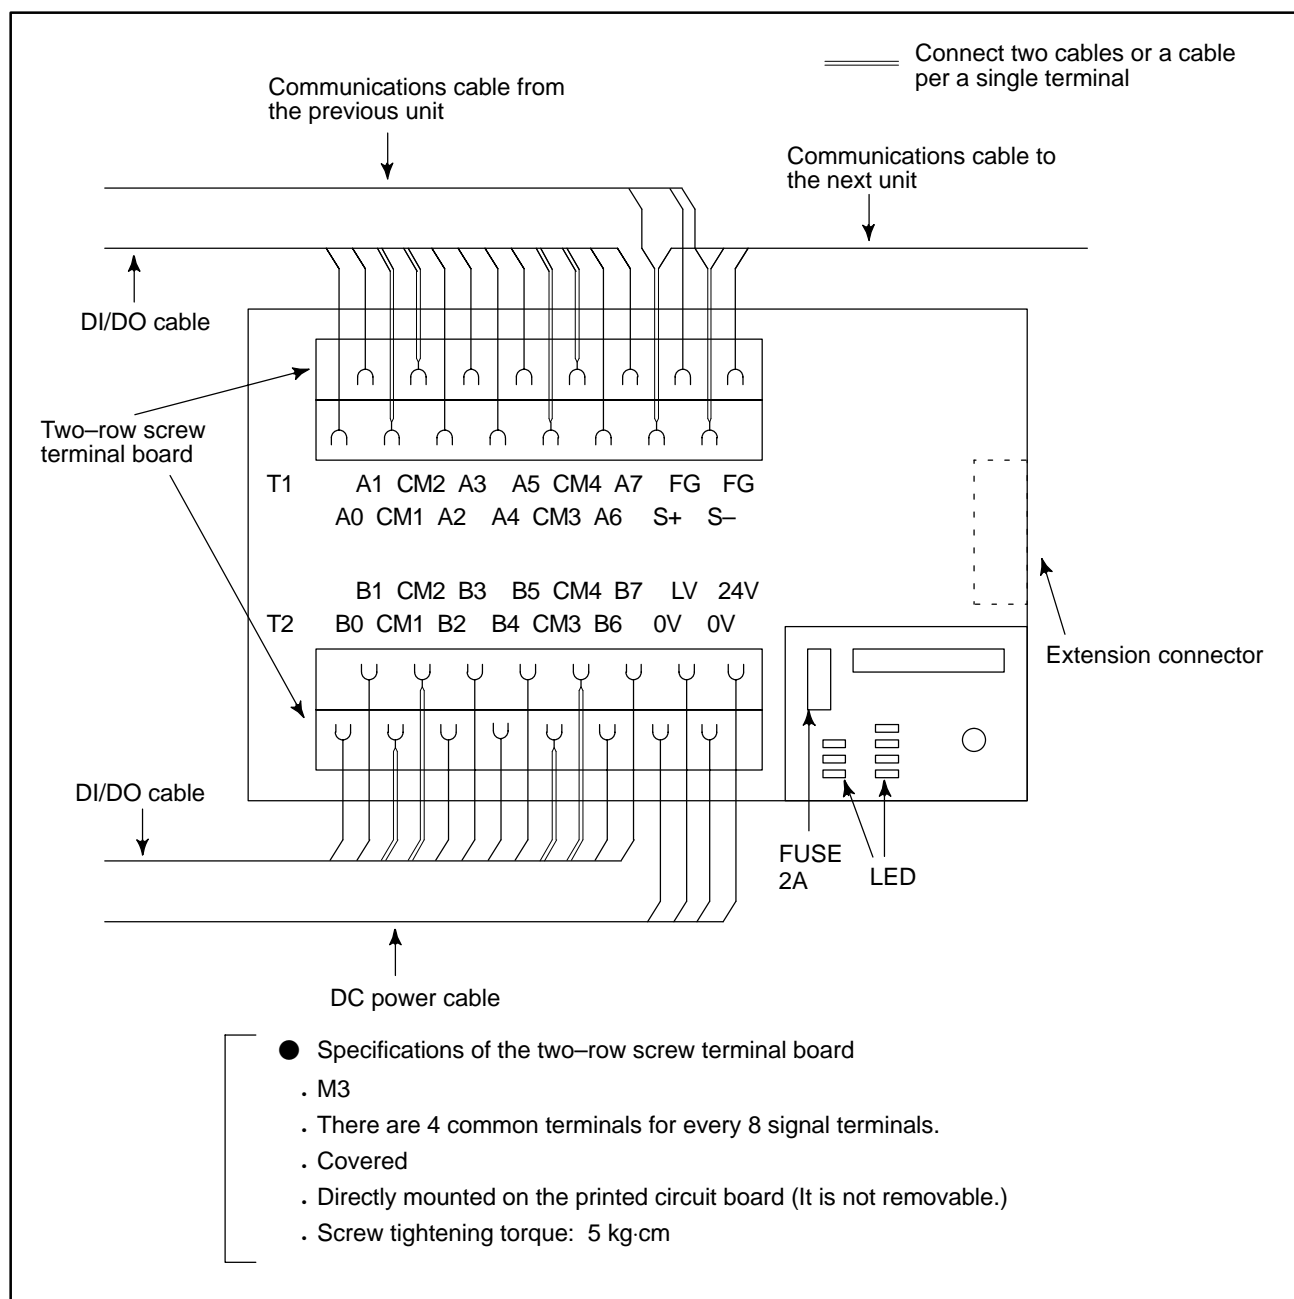 Connect two cables or a cable
per a single terminal
Communications cable from
the previous unit
Communications cable to
the next unit
DI/DO cable
Two–row screw
terminal board
T1 A1 CM2 A3 A5 CM4 A7 FG FG
A0 CM1 A2 A4 CM3 A6 S+ S–
B1 CM2 B3 B5 CM4 B7 LV 24V
T2 B0 CM1 B2 B4 CM3 B6 0V 0V
Extension connector
DI/DO cable
FUSE
2A
LED
DC power cable
● Specifications of the two–row screw terminal board
. M3
. There are 4 common terminals for every 8 signal terminals.
. Covered
. Directly mounted on the printed circuit board (It is not removable.)
. Screw tightening torque: 5 kg·cm